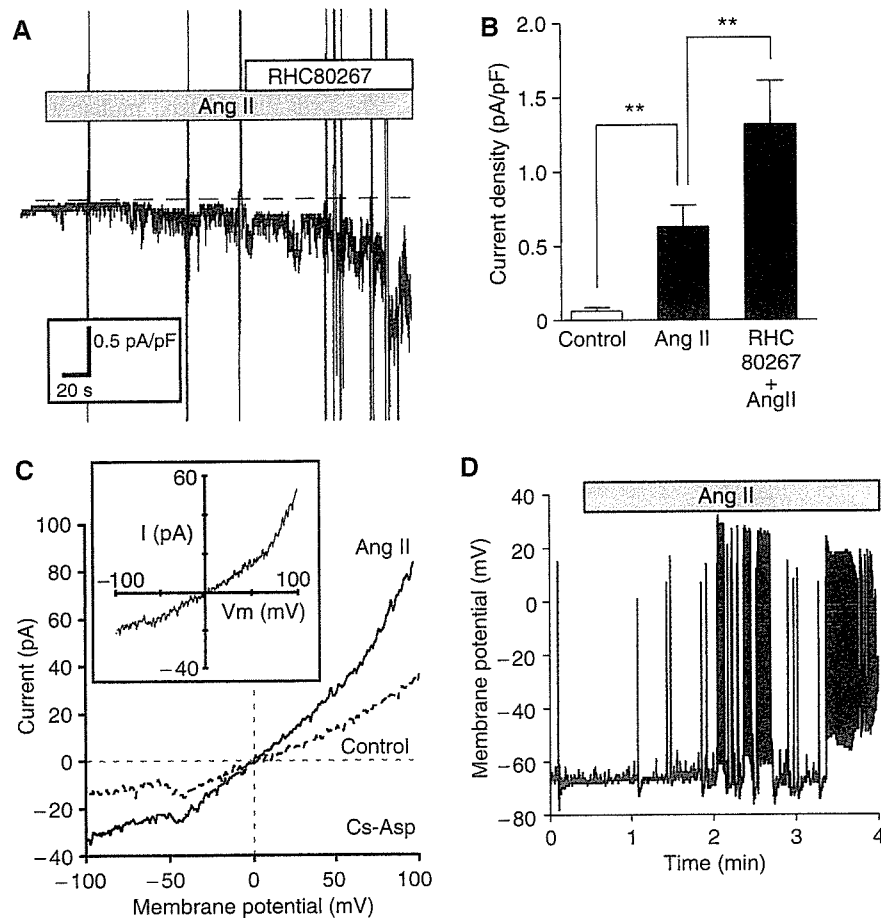 A
RHC80267
Ang II
0.5 pA/pF
20 s
B
Current density (pA/pF)
2.0
1.5
1.0
0.5
0
**
**
Control
Ang II
RHC
80267
+
AngII
C
Current (pA)
100
80
60
40
20
0
−20
−40
−100
−50
0
50
100
Membrane potential (mV)
60
I (pA)
−100
100
Vm (mV)
−40
Ang II
Control
Cs-Asp
D
Ang II
Membrane potential (mV)
40
20
0
−20
−40
−60
−80
0
1
2
3
4
Time (min)